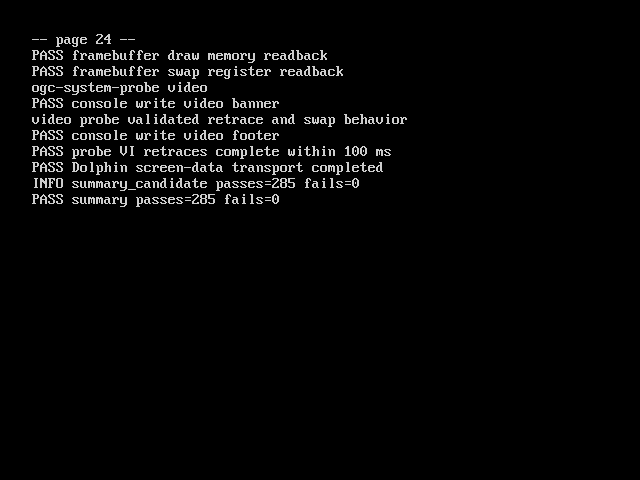 -- page 24 --
PASS framebuffer draw memory readback
PASS framebuffer swap register readback
ogc-system-probe video
PASS console write video banner
video probe validated retrace and swap behavior
PASS console write video footer
PASS probe VI retraces complete within 100 ms
PASS Dolphin screen-data transport completed
INFO summary_candidate passes=285 fails=0
PASS summary passes=285 fails=0